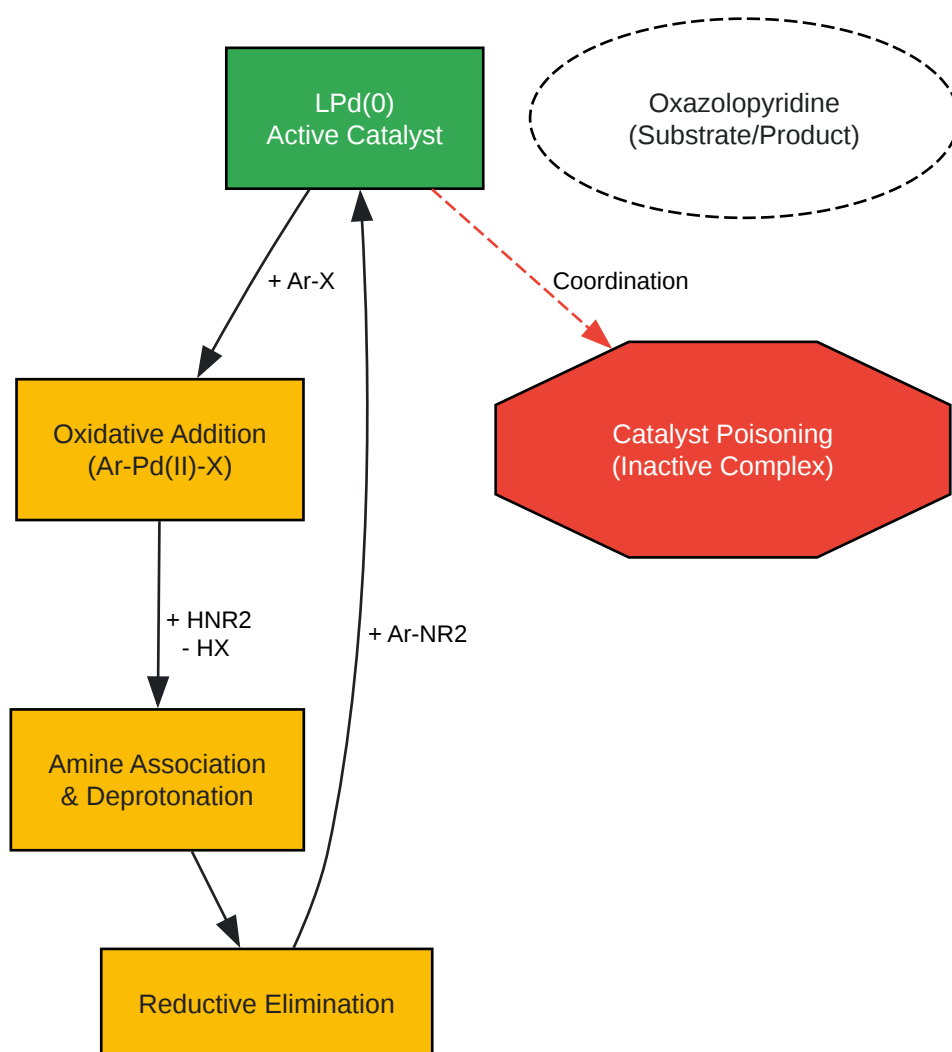 LPd(0)
Active Catalyst
Oxazolopyridine
(Substrate/Product)
+ Ar-X
Coordination
Oxidative Addition
(Ar-Pd(II)-X)
Catalyst Poisoning
(Inactive Complex)
+ HNR2
- HX
+ Ar-NR2
Amine Association
& Deprotonation
Reductive Elimination